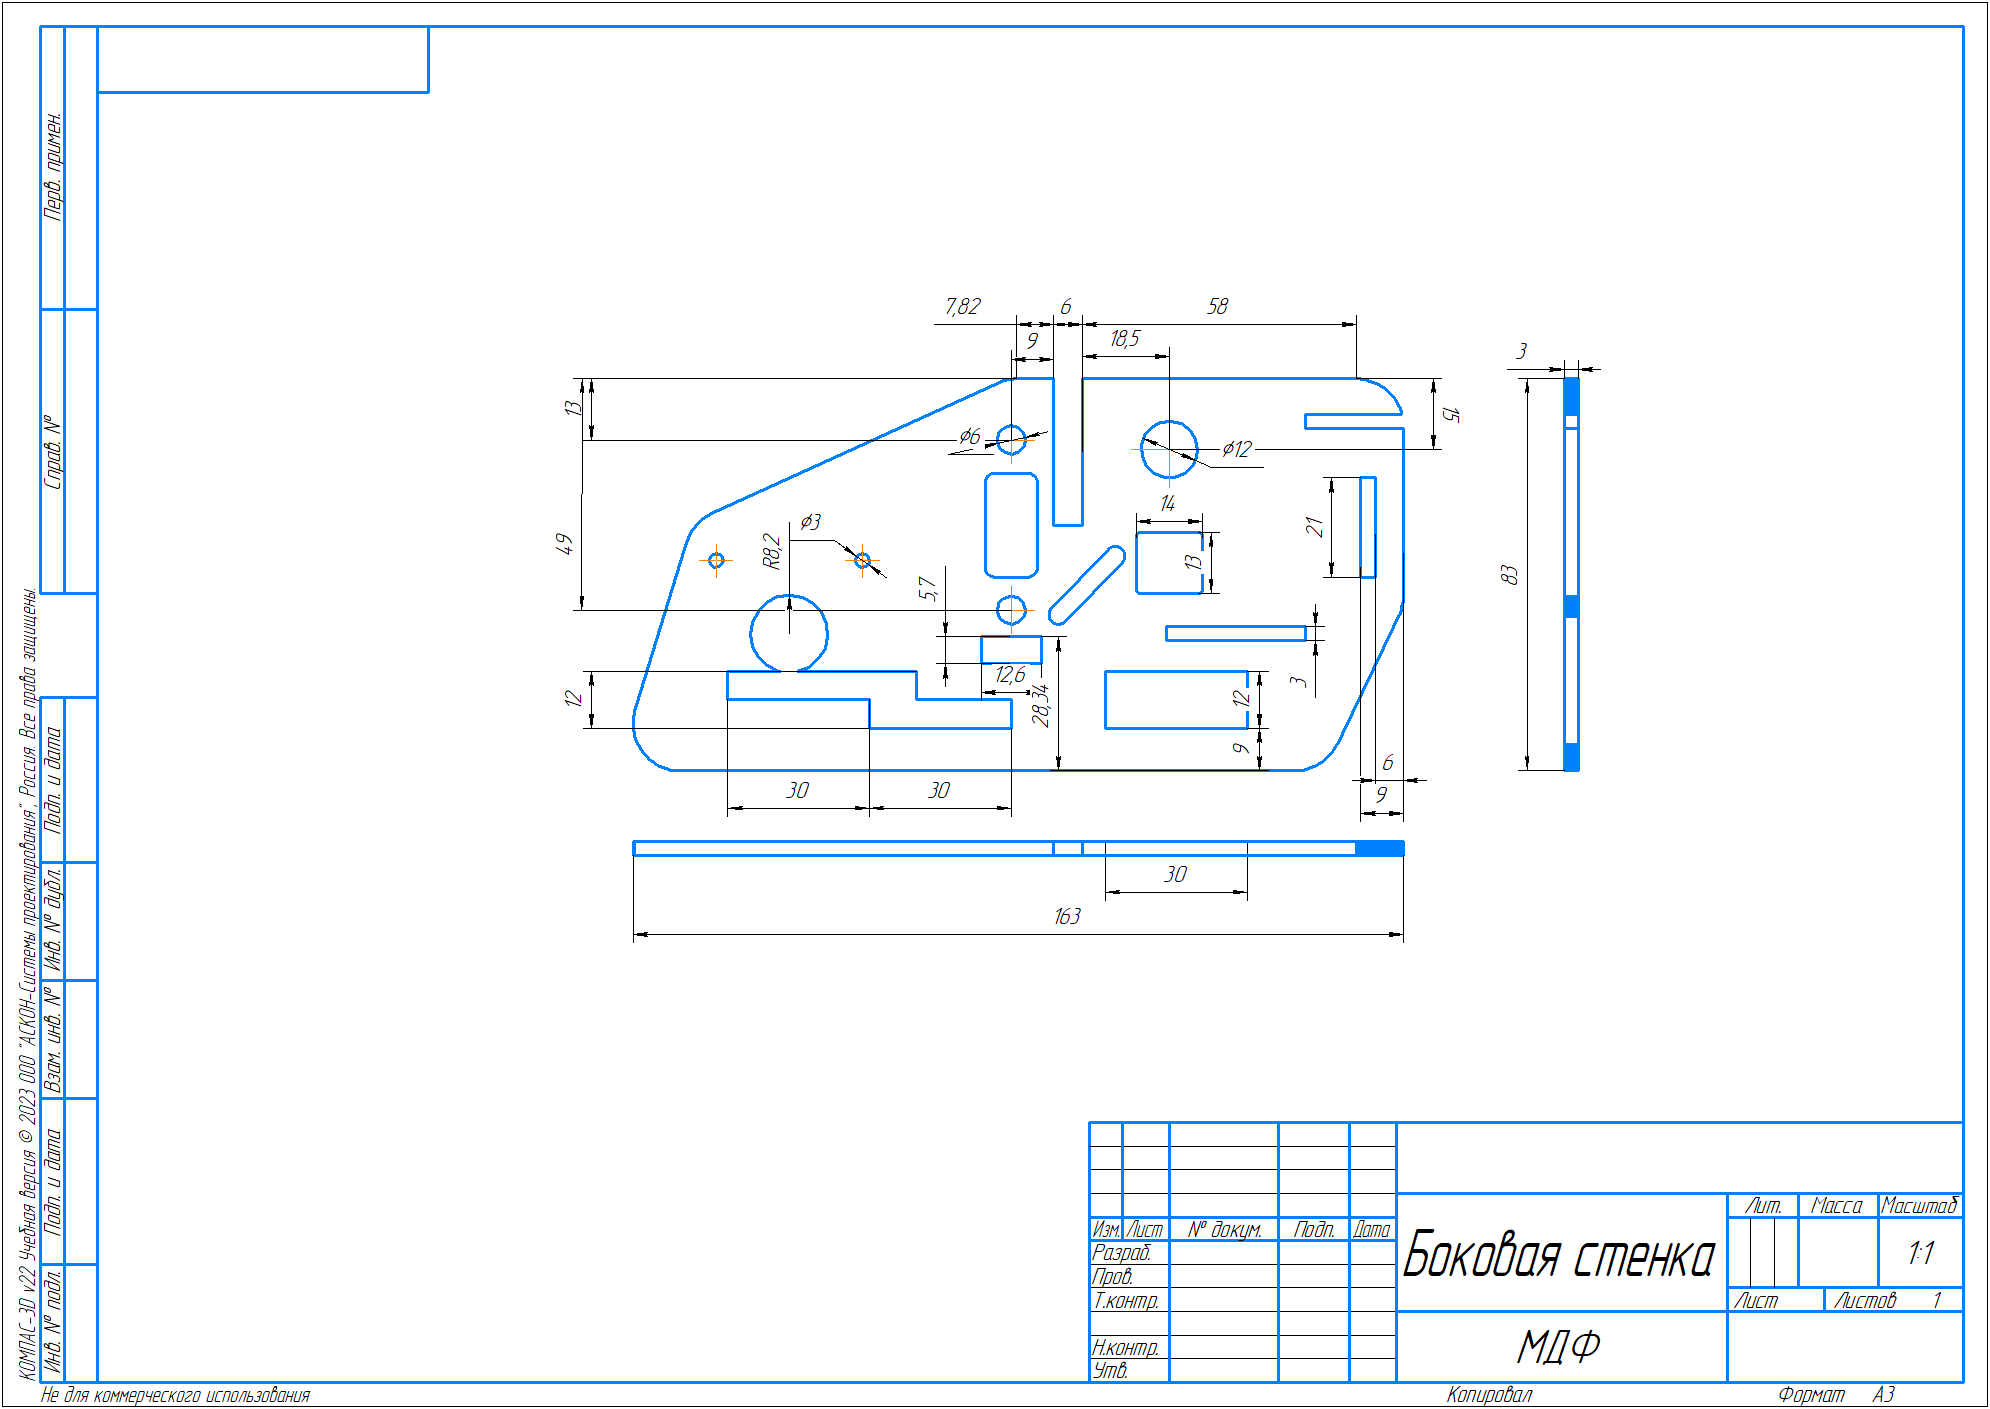 Перв. примен.
Справ. №
Подп. и дата
Инв. № дубл.
Взам. инв. №
Подп. и дата
Инв. № подл.
КОМПАС-3D v22 Учебная версия © 2023 ООО "АСКОН-Системы проектирования", Россия. Все права защищены.
7,82
6
58
9
18,5
3
13
φ6
φ12
15
14
49
φ3
R8,2
21
13
83
5,7
12
12,6
28,34
3
12
9
6
30
30
9
30
163
Изм.
Лист
№ докум.
Подп.
Дата
Разраб.
Пров.
Т.контр.
Н.контр.
Утв.
Боковая стенка
Лит.
Масса
Масштаб
1:1
Лист
Листов 1
МДФ
Не для коммерческого использования
Копировал
Формат A3